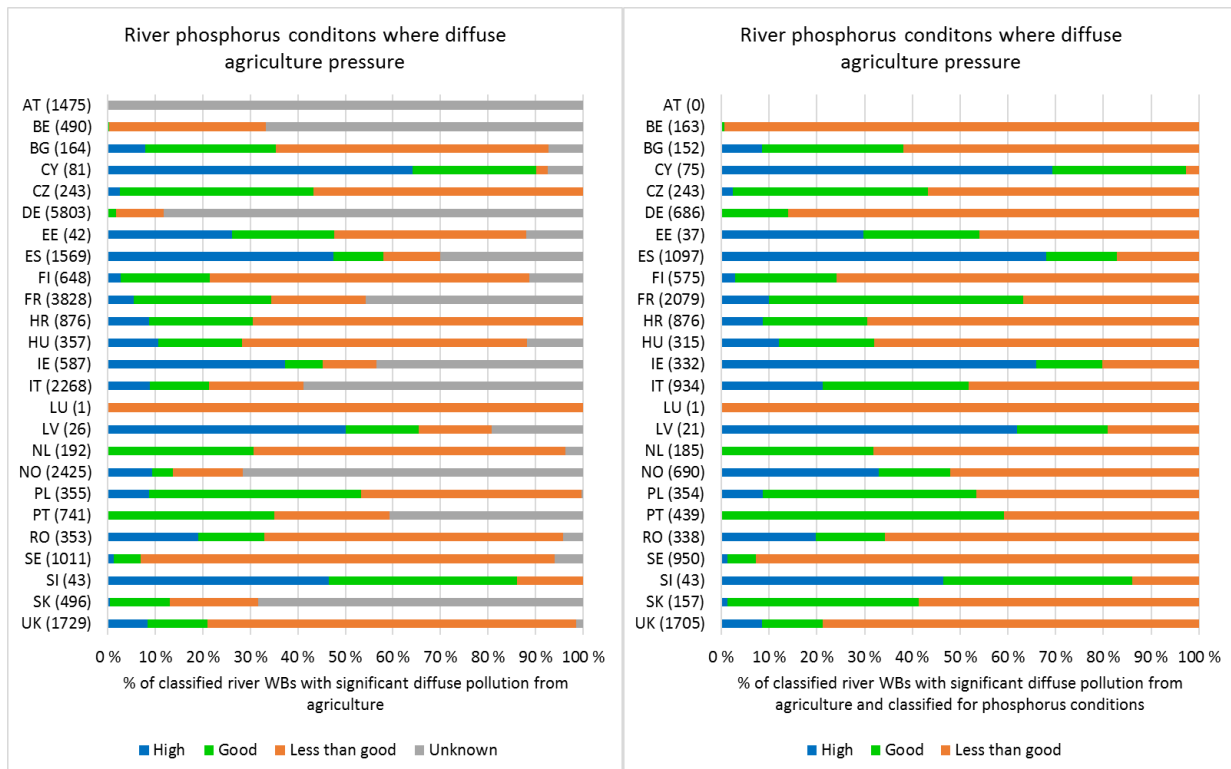 River phosphorus conditons where diffuse
agriculture pressure
AT (1475)
BE (490)
BG (164)
CY (81)
CZ (243)
DE (5803)
EE (42)
ES (1569)
FI (648)
FR (3828)
HR (876)
HU (357)
IE (587)
IT (2268)
LU (1)
LV (26)
NL (192)
NO (2425)
PL (355)
PT (741)
RO (353)
SE (1011)
SI (43)
SK (496)
UK (1729)
0 % 10 % 20 % 30 % 40 % 50 % 60 % 70 % 80 % 90 % 100 %
% of classified river WBs with significant diffuse pollution from
agriculture
High Good Less than good Unknown
River phosphorus conditons where diffuse
agriculture pressure
AT (0)
BE (163)
BG (152)
CY (75)
CZ (243)
DE (686)
EE (37)
ES (1097)
FI (575)
FR (2079)
HR (876)
HU (315)
IE (332)
IT (934)
LU (1)
LV (21)
NL (185)
NO (690)
PL (354)
PT (439)
RO (338)
SE (950)
SI (43)
SK (157)
UK (1705)
0 % 10 % 20 % 30 % 40 % 50 % 60 % 70 % 80 % 90 % 100 %
% of classified river WBs with significant diffuse pollution from
agriculture and classified for phosphorus conditions
High Good Less than good